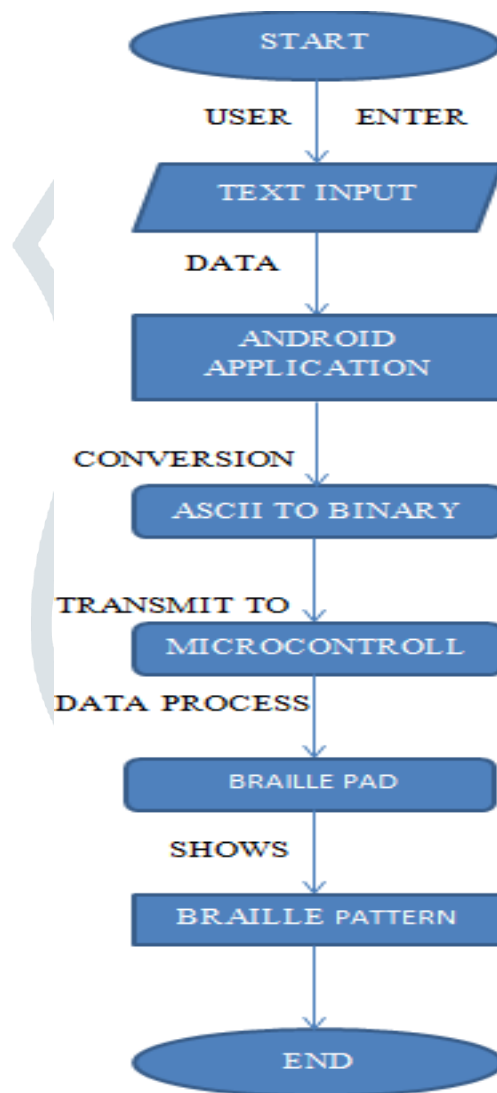 START
USER ENTER
TEXT INPUT
DATA
ANDROID
APPLICATION
CONVERSION
ASCII TO BINARY
TRANSMIT TO
MICROCONTROLL
DATA PROCESS
BRAILLE PAD
SHOWS
BRAILLE PATTERN
END